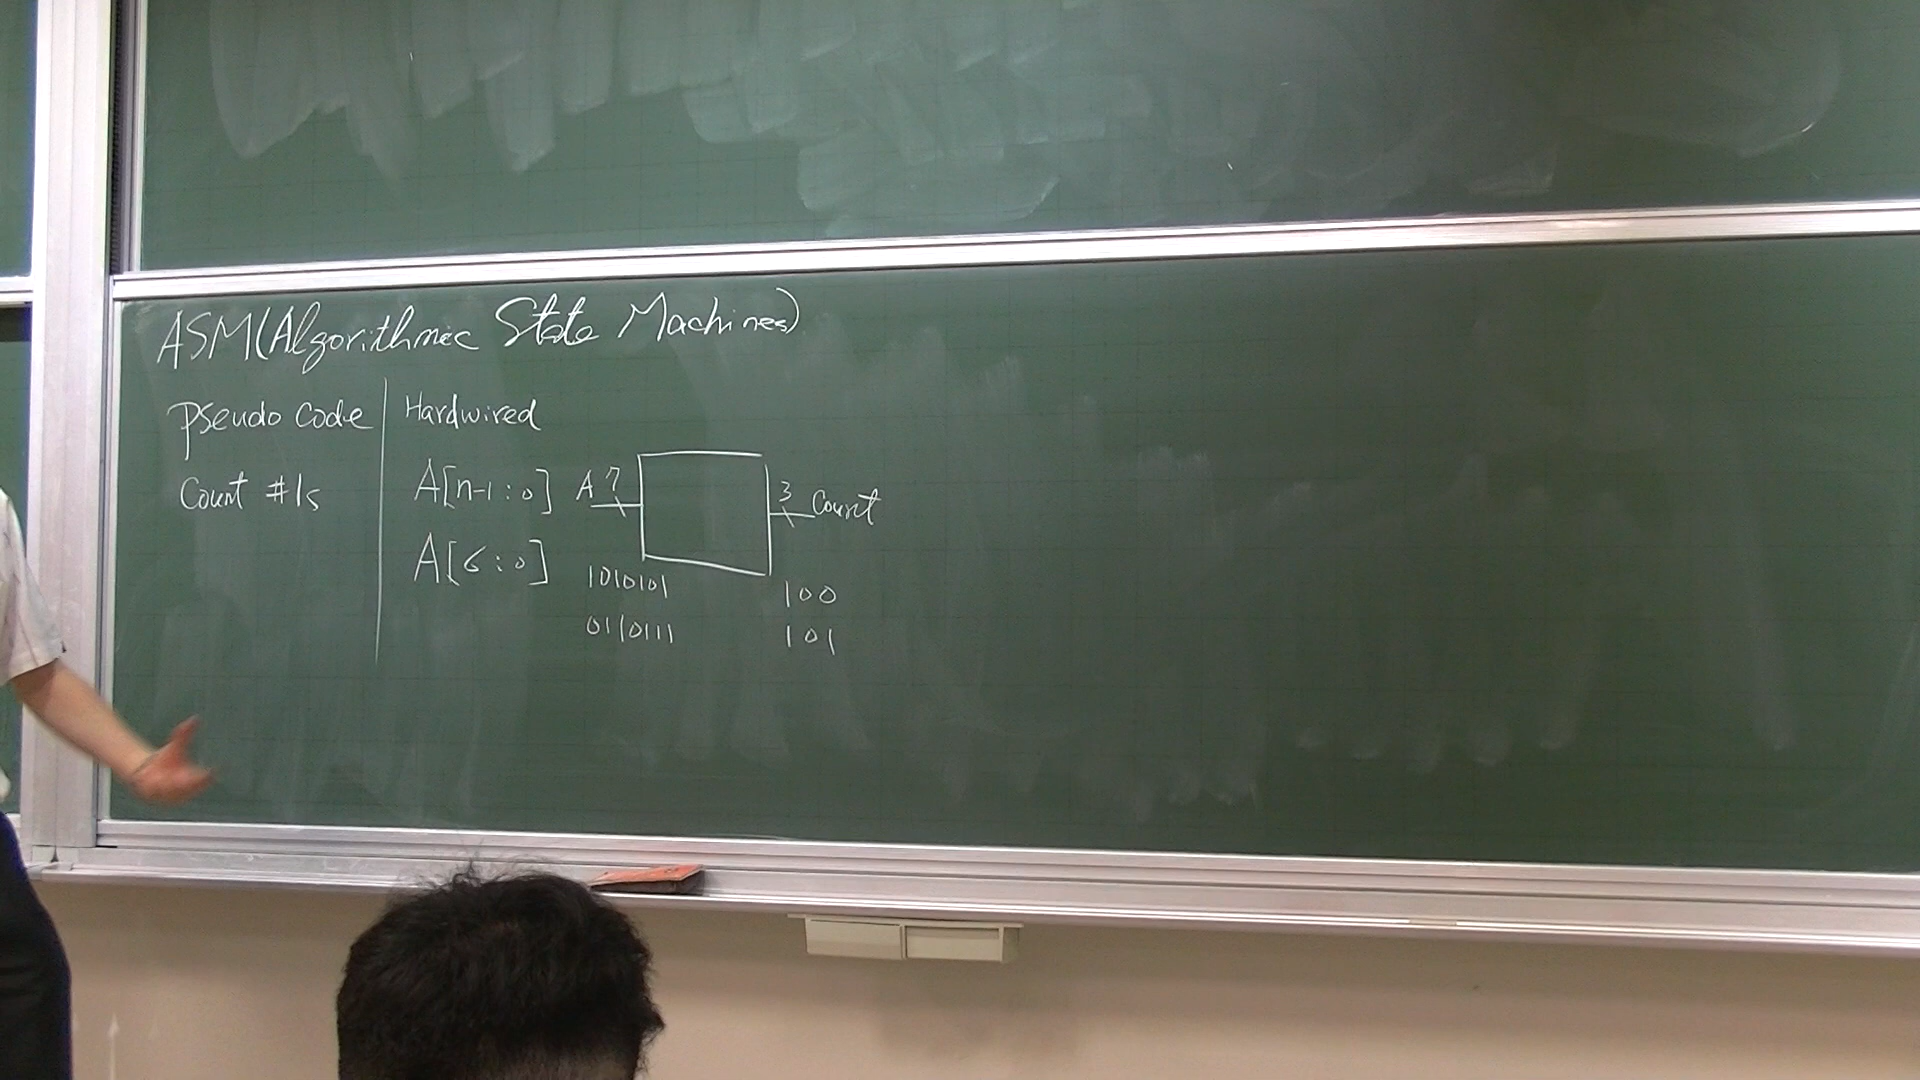 ASM(Algorithmic State Machines)
Pseudo Code
Hardwired
Count #1s
A[n-1:0]
A 7
3 Count
A[6:0]
1010101
100
0110111
101